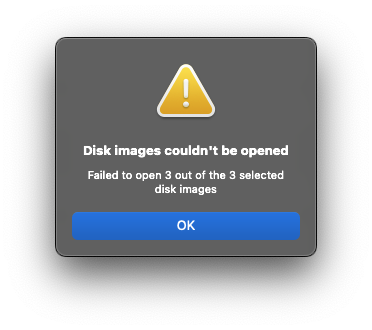 Disk images couldn't be opened
Failed to open 3 out of the 3 selected
disk images
OK